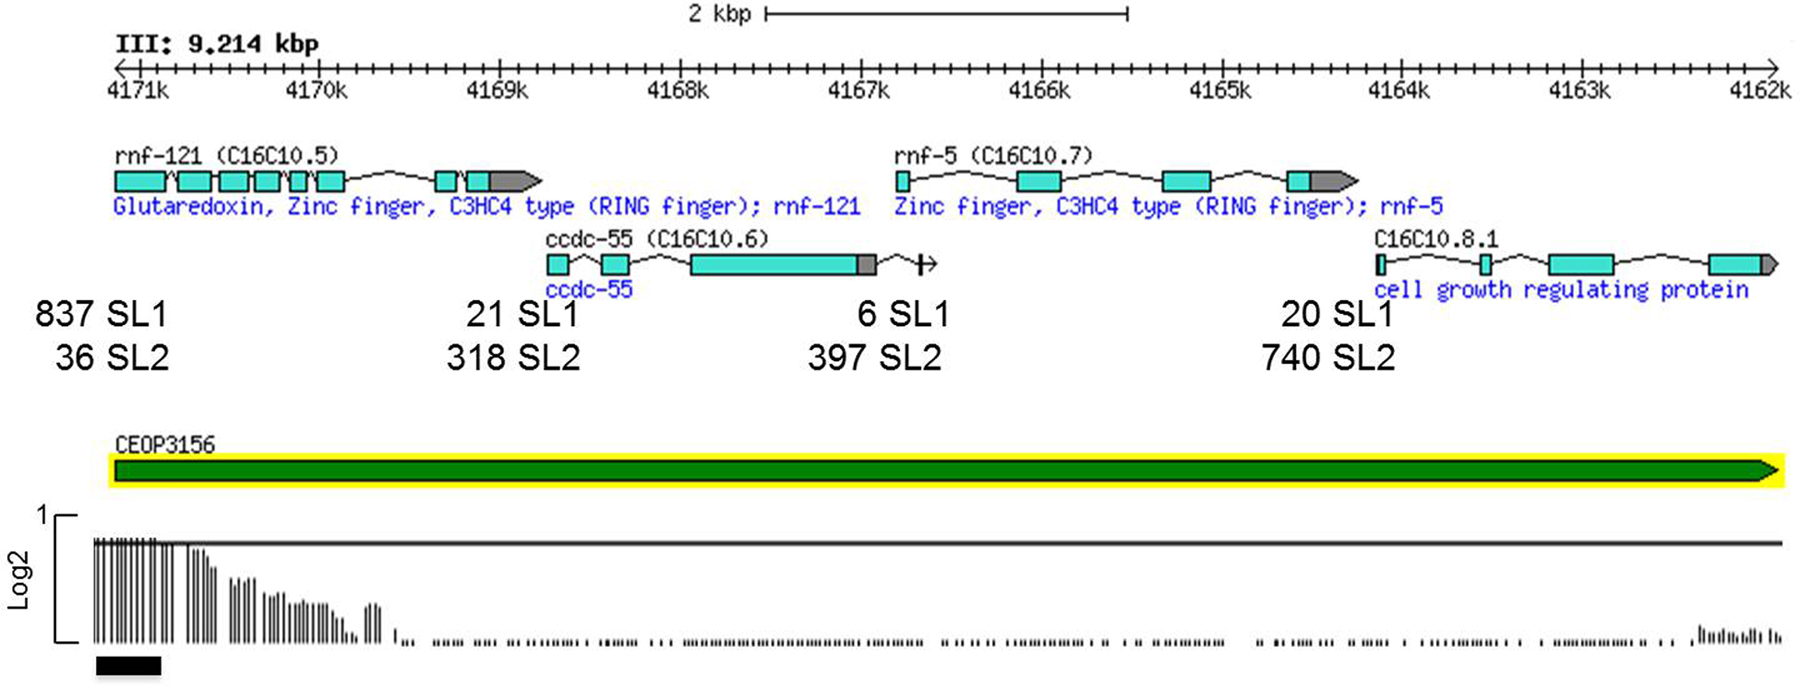 2 kbp
III: 9.214 kbp
4171k 4170k 4169k 4168k 4167k 4166k 4165k 4164k 4163k 4162k
rnf-121 (C16C10.5) rnf-5 (C16C10.7)
Glutaredoxin, Zinc finger, C3HC4 type (RING finger); rnf-121 Zinc finger, C3HC4 type (RING finger); rnf-5
ccdc-55 (C16C10.6) C16C10.8.1
ccdc-55 cell growth regulating protein
837 SL1 21 SL1 6 SL1 20 SL1
36 SL2 318 SL2 397 SL2 740 SL2
CEOP3156
1
Log2